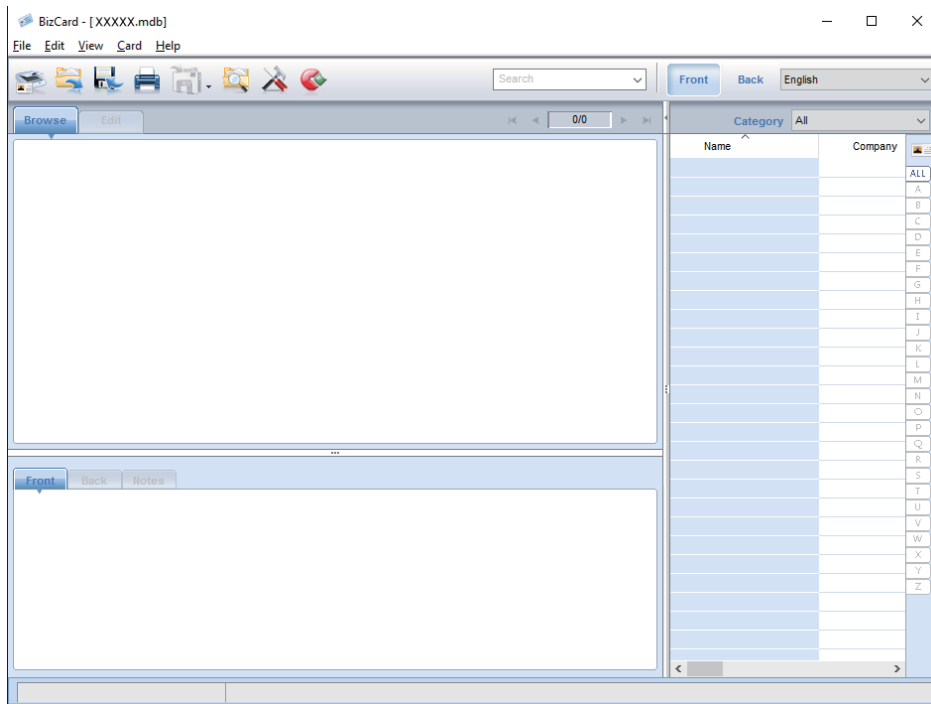 BizCard - [ XXXXX.mdb]
File Edit View Card Help
Search Front Back English
Browse Edit 0/0 Category All
Name Company
ALL
A
B
C
D
E
F
G
H
I
J
K
L
M
N
O
P
Q
R
S
T
U
V
W
X
Y
Z
Front Back Notes